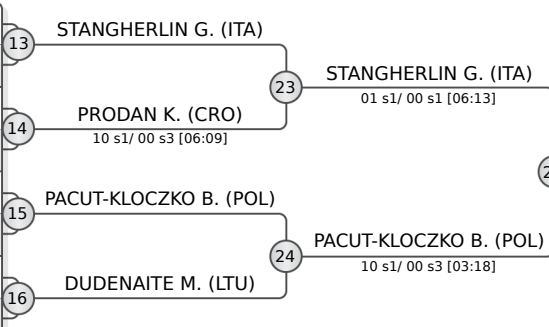 STANGHERLIN G. (ITA)
13
STANGHERLIN G. (ITA)
23
01 s1/ 00 s1 [06:13]
PRODAN K. (CRO)
14
10 s1/ 00 s3 [06:09]
PACUT-KLOCZKO B. (POL)
15
PACUT-KLOCZKO B. (POL)
24
10 s1/ 00 s3 [03:18]
DUDENAITE M. (LTU)
16